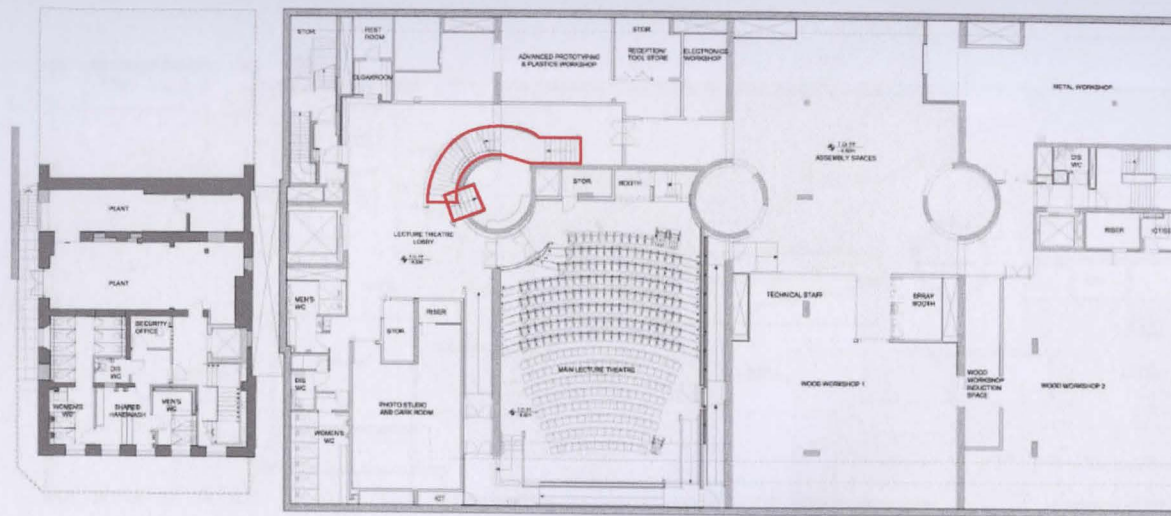 STOR.
REST
ROOM
CLOAKROOM
ADVANCED PROTOTYPING
& PLASTICS WORKSHOP
STOR.
RECEPTION/
TOOL STORE
ELECTRONICS
WORKSHOP
METAL WORKSHOP
ASSEMBLY SPACES
DIS
WC
STOR.
BOOTH
PLANT
LECTURE THEATRE
LOBBY
RISER
PLANT
MEN'S
WC
RISER
STOR.
TECHNICAL STAFF
SPRAY
BOOTH
SECURITY
OFFICE
DIS
WC
MAIN LECTURE THEATRE
WOOD WORKSHOP 1
WOOD
WORKSHOP
INDUCTION
SPACE
WOOD WORKSHOP 2
DIS
WC
WOMEN'S
WC
SHARED
HANDWASH
MEN'S
WC
PHOTO STUDIO
AND DARK ROOM
WOMEN'S
WC